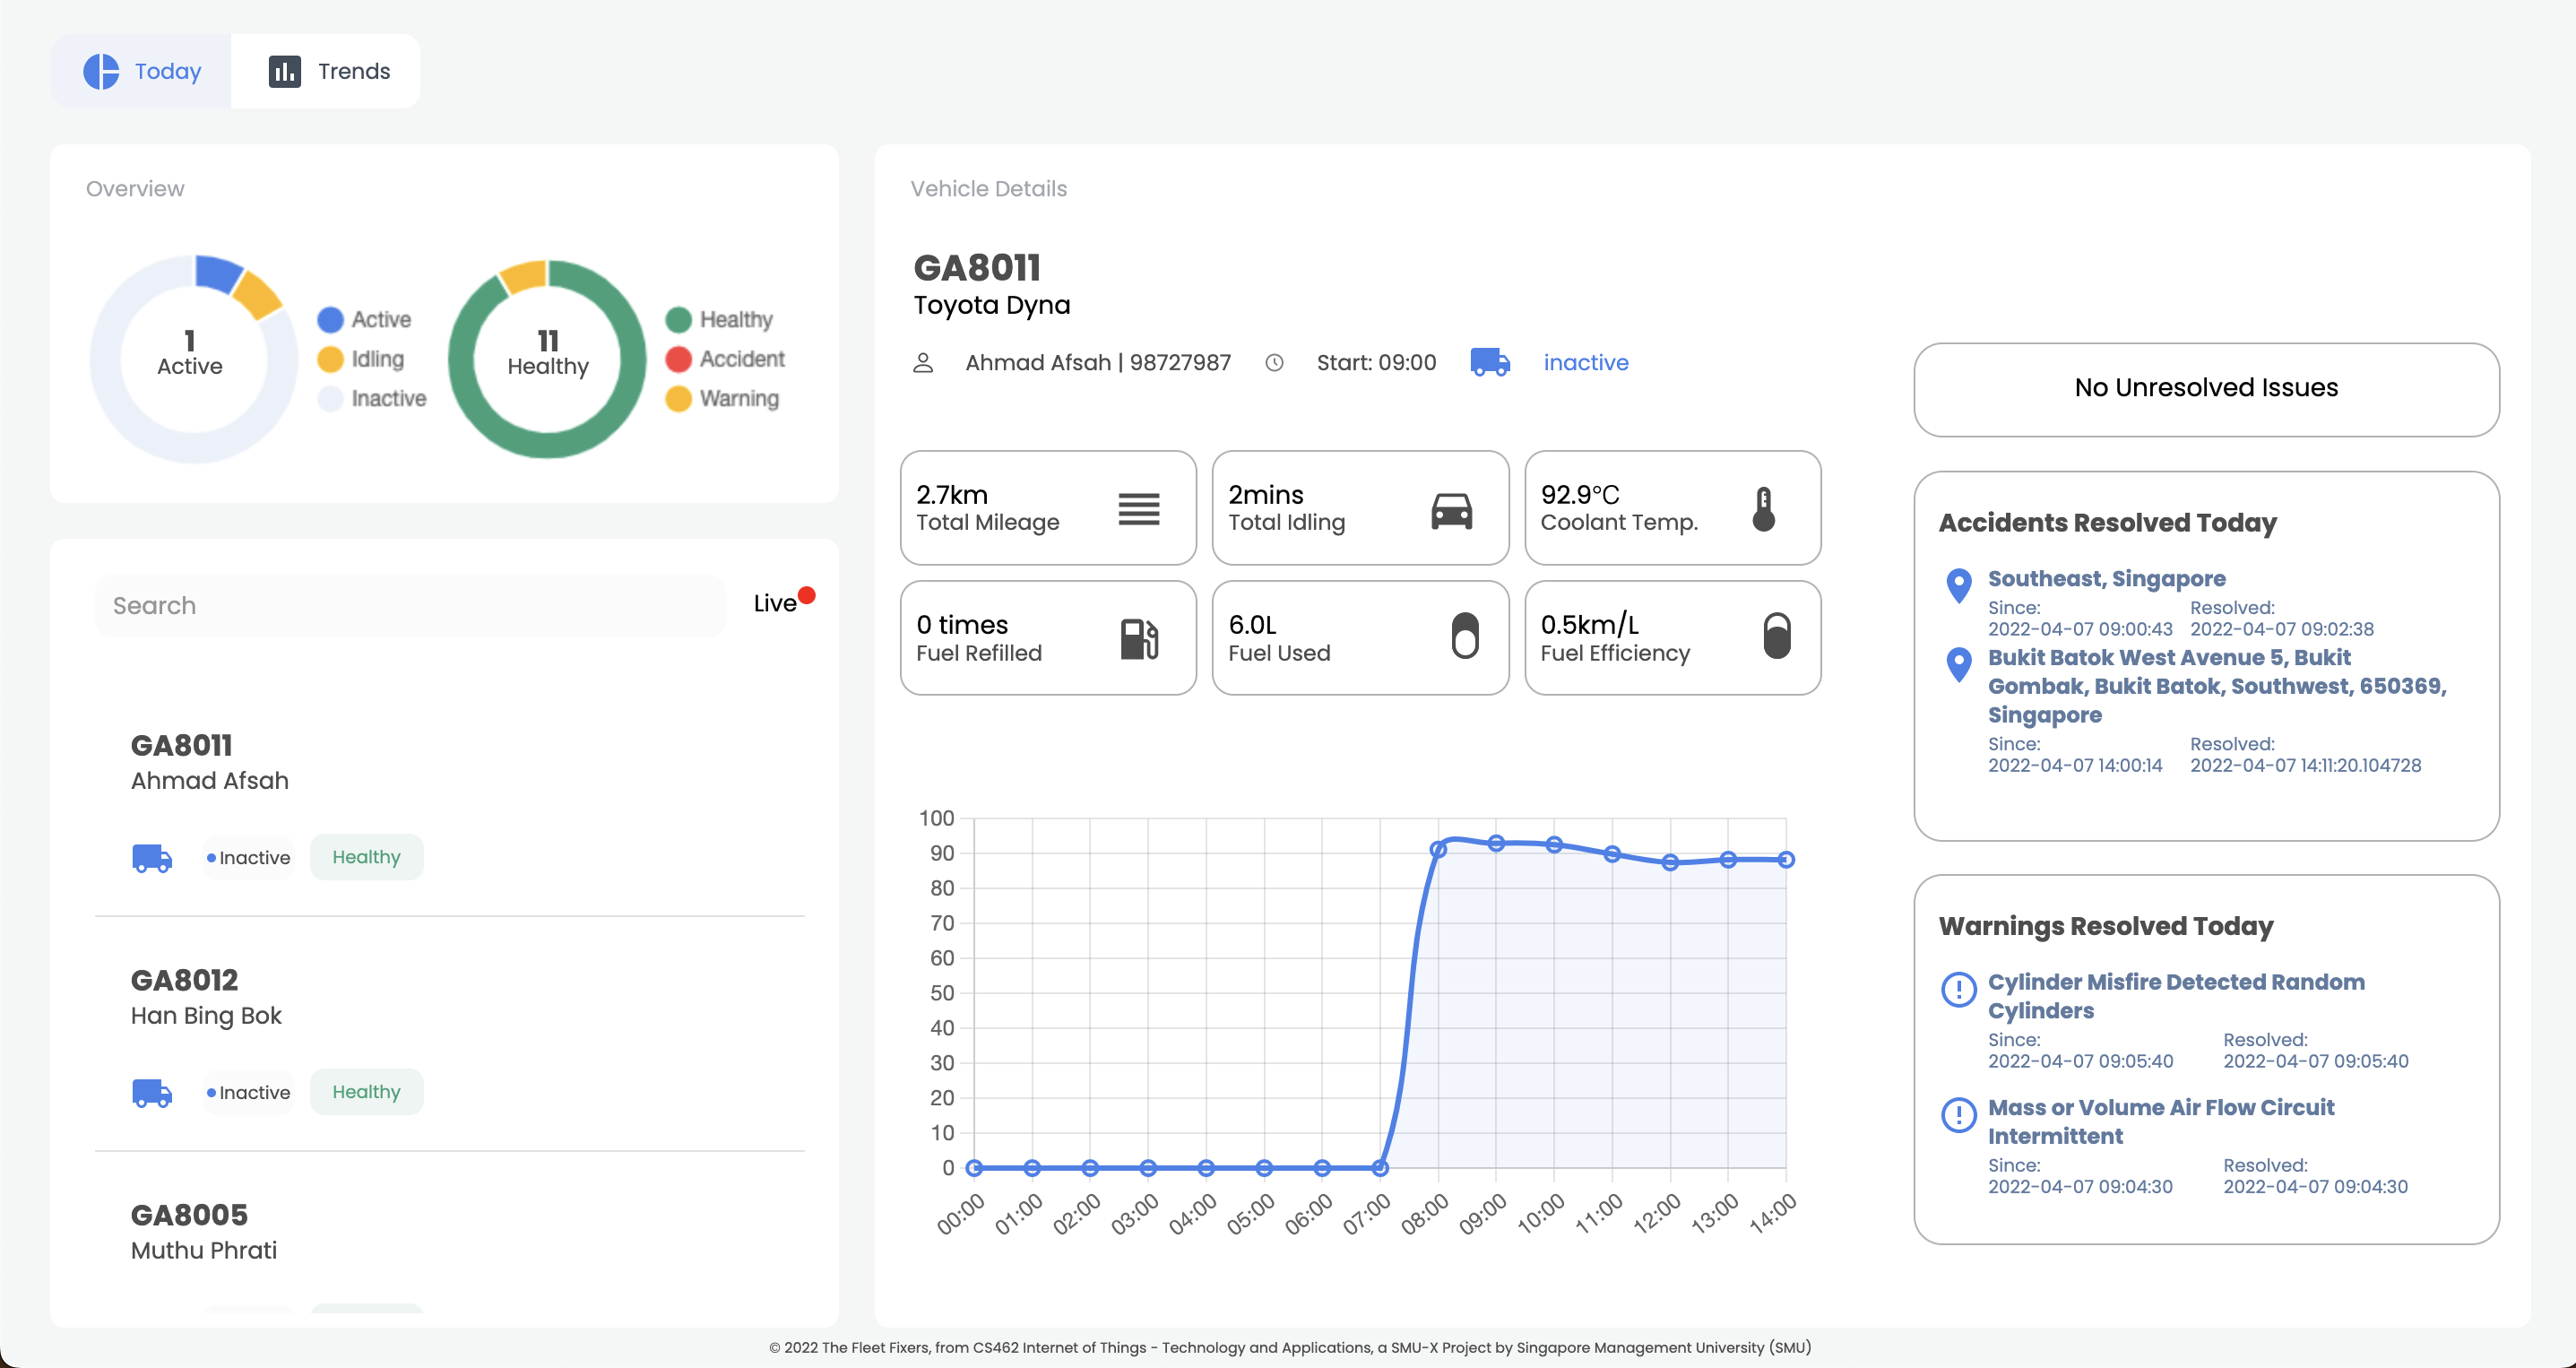 Today
Trends
Overview
1
Active
Active
Idling
Inactive
11
Healthy
Healthy
Accident
Warning
Search
Live
GA8011
Ahmad Afsah
Inactive
Healthy
GA8012
Han Bing Bok
Inactive
Healthy
GA8005
Muthu Phrati
Vehicle Details
GA8011
Toyota Dyna
Ahmad Afsah | 98727987
Start: 09:00
inactive
2.7km
Total Mileage
2mins
Total Idling
92.9°C
Coolant Temp.
0 times
Fuel Refilled
6.0L
Fuel Used
0.5km/L
Fuel Efficiency
100
90
80
70
60
50
40
30
20
10
0
00:00
01:00
02:00
03:00
04:00
05:00
06:00
07:00
08:00
09:00
10:00
11:00
12:00
13:00
14:00
No Unresolved Issues
Accidents Resolved Today
Southeast, Singapore
Since: Resolved:
2022-04-07 09:00:43 2022-04-07 09:02:38
Bukit Batok West Avenue 5, Bukit
Gombak, Bukit Batok, Southwest, 650369,
Singapore
Since: Resolved:
2022-04-07 14:00:14 2022-04-07 14:11:20.104728
Warnings Resolved Today
Cylinder Misfire Detected Random
Cylinders
Since: Resolved:
2022-04-07 09:05:40 2022-04-07 09:05:40
Mass or Volume Air Flow Circuit
Intermittent
Since: Resolved:
2022-04-07 09:04:30 2022-04-07 09:04:30
© 2022 The Fleet Fixers, from CS462 Internet of Things - Technology and Applications, a SMU-X Project by Singapore Management University (SMU)